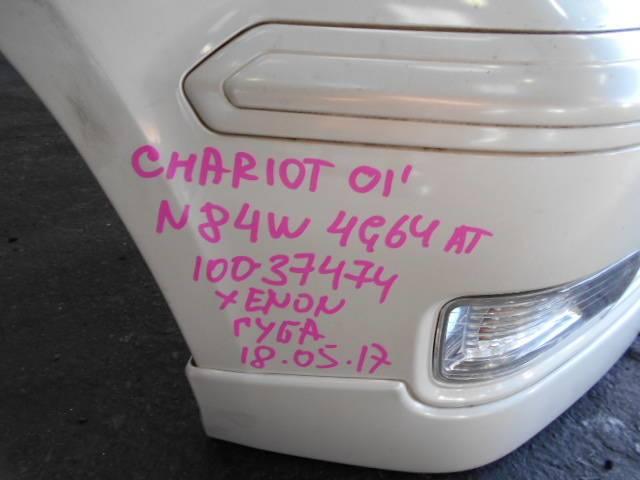 CHARIOT 01'
N84W 4G64 AT
10037474
XENON
ГУБА
18.05.17